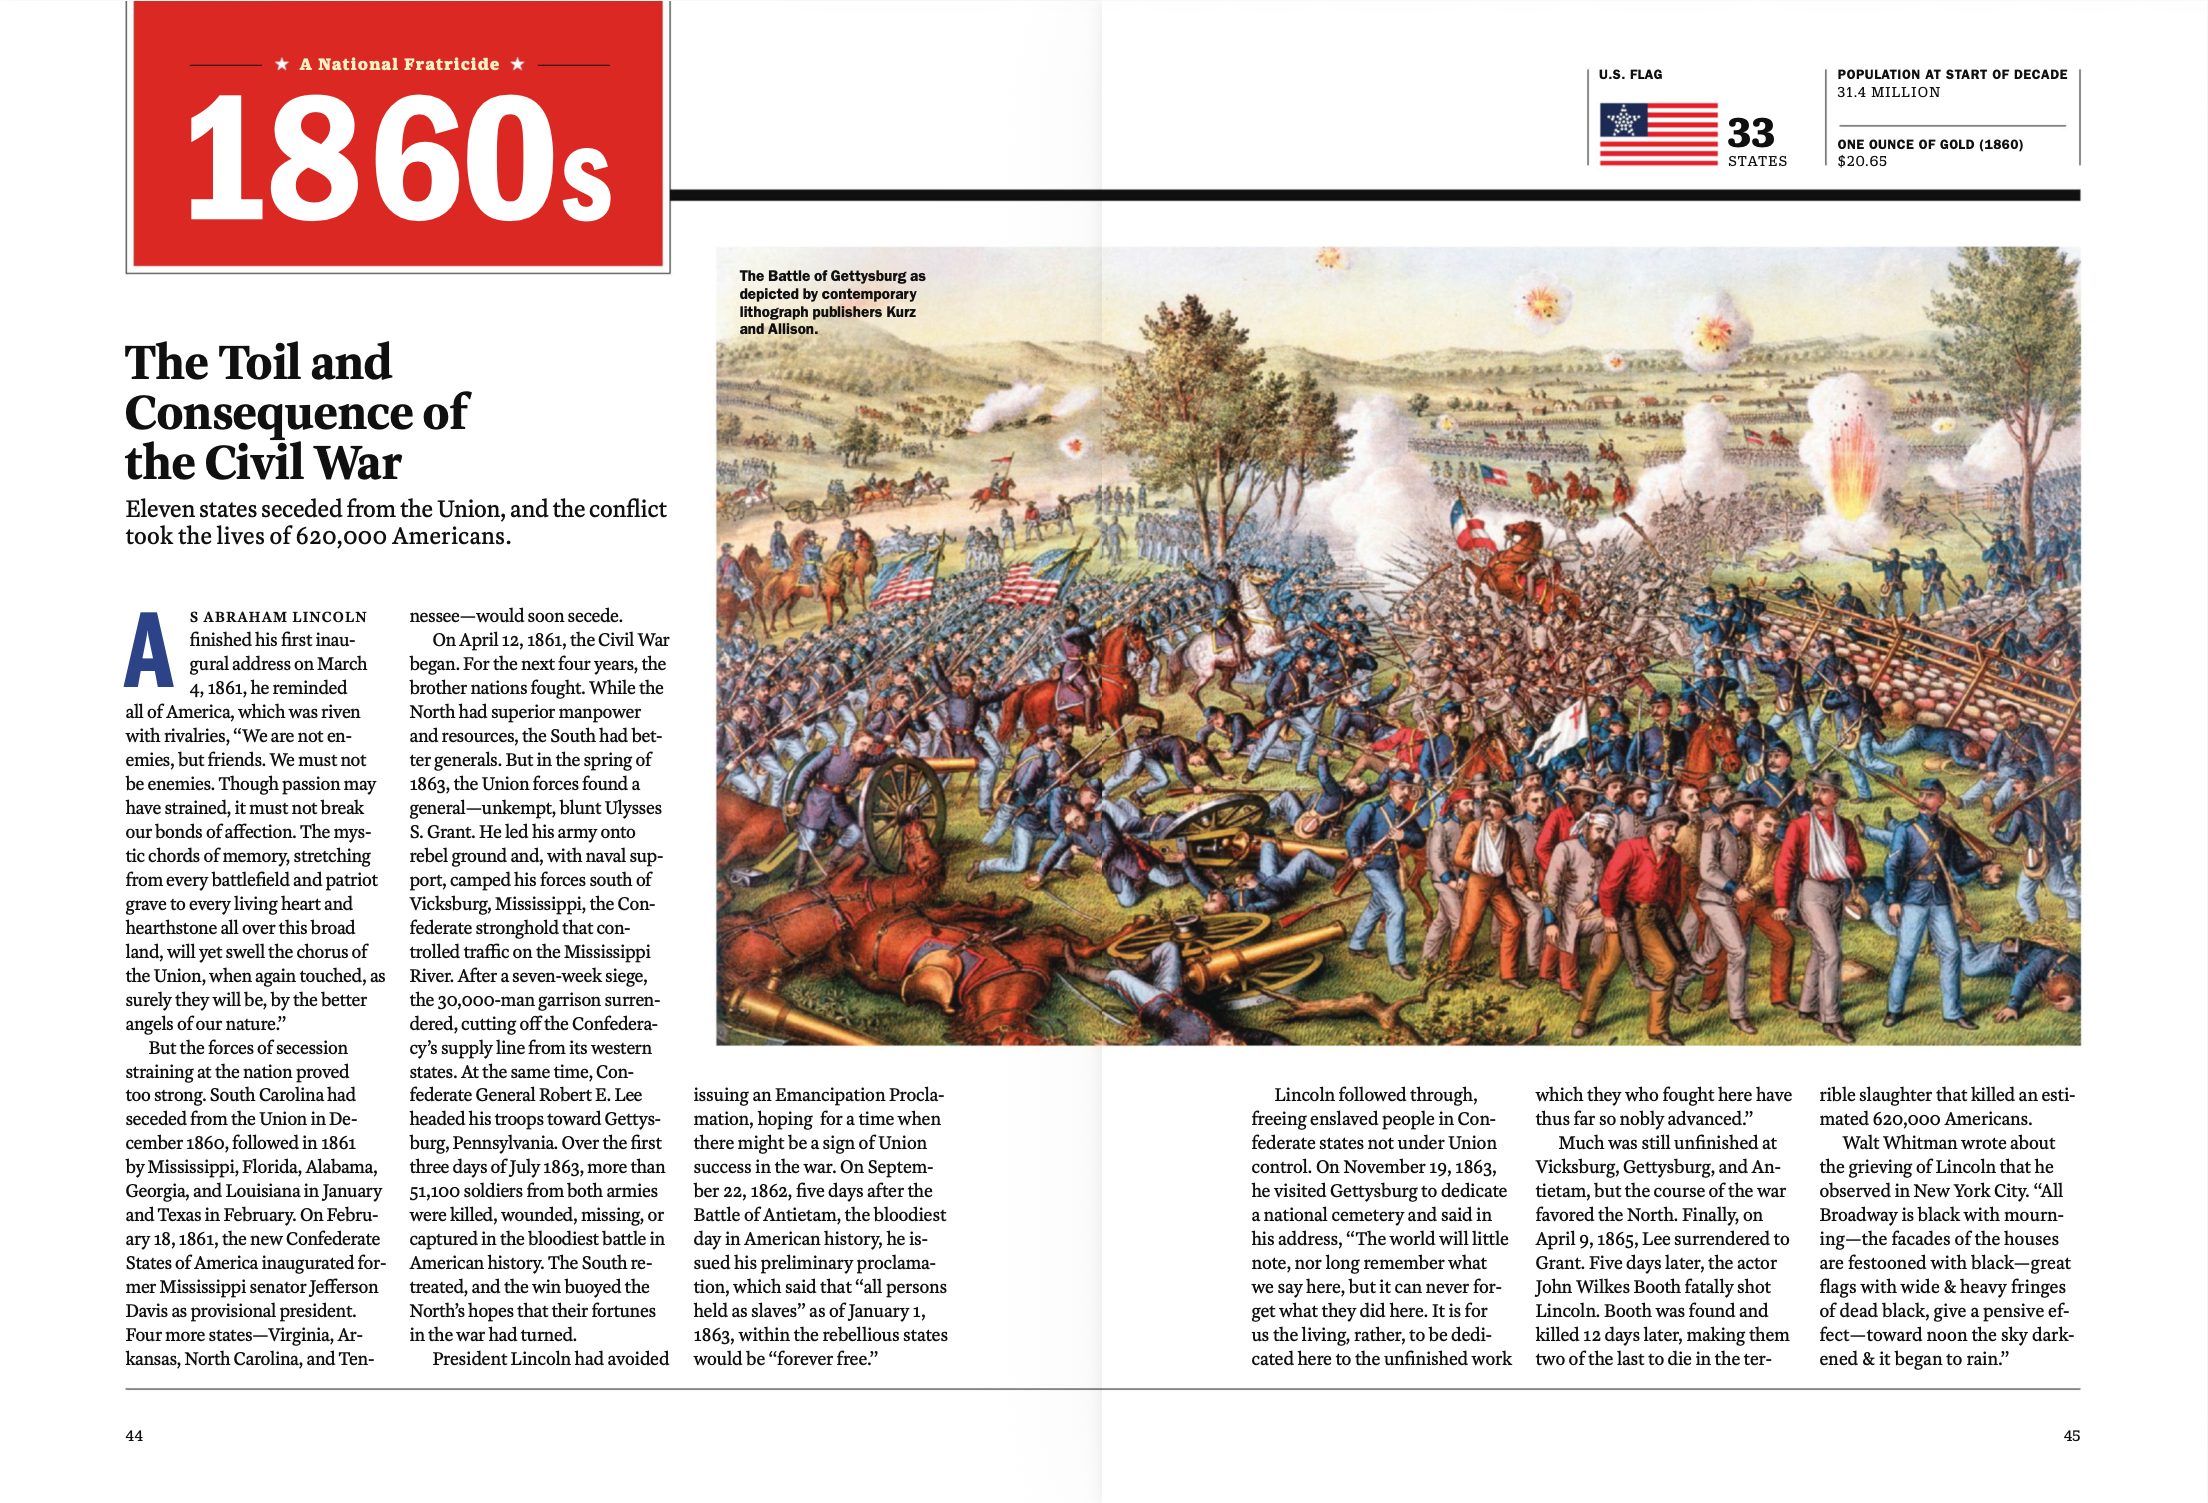 ★ A National Fratricide ★
1860s
U.S. FLAG
33
STATES
POPULATION AT START OF DECADE
31.4 MILLION
ONE OUNCE OF GOLD (1860)
$20.65
The Battle of Gettysburg as
depicted by contemporary
lithograph publishers Kurz
and Allison.
The Toil and
Consequence of
the Civil War
Eleven states seceded from the Union, and the conflict
took the lives of 620,000 Americans.
AS ABRAHAM LINCOLN
finished his first inau-
gural address on March
4, 1861, he reminded
all of America, which was riven
with rivalries, “We are not en-
emies, but friends. We must not
be enemies. Though passion may
have strained, it must not break
our bonds of affection. The mys-
tic chords of memory, stretching
from every battlefield and patriot
grave to every living heart and
hearthstone all over this broad
land, will yet swell the chorus of
the Union, when again touched, as
surely they will be, by the better
angels of our nature.”
But the forces of secession
straining at the nation proved
too strong. South Carolina had
seceded from the Union in De-
cember 1860, followed in 1861
by Mississippi, Florida, Alabama,
Georgia, and Louisiana in January
and Texas in February. On Febru-
ary 18, 1861, the new Confederate
States of America inaugurated for-
mer Mississippi senator Jefferson
Davis as provisional president.
Four more states—Virginia, Ar-
kansas, North Carolina, and Ten-
nessee—would soon secede.
On April 12, 1861, the Civil War
began. For the next four years, the
brother nations fought. While the
North had superior manpower
and resources, the South had bet-
ter generals. But in the spring of
1863, the Union forces found a
general—unkempt, blunt Ulysses
S. Grant. He led his army onto
rebel ground and, with naval sup-
port, camped his forces south of
Vicksburg, Mississippi, the Con-
federate stronghold that con-
trolled traffic on the Mississippi
River. After a seven-week siege,
the 30,000-man garrison surren-
dered, cutting off the Confedera-
cy’s supply line from its western
states. At the same time, Con-
federate General Robert E. Lee
headed his troops toward Gettys-
burg, Pennsylvania. Over the first
three days of July 1863, more than
51,100 soldiers from both armies
were killed, wounded, missing, or
captured in the bloodiest battle in
American history. The South re-
treated, and the win buoyed the
North’s hopes that their fortunes
in the war had turned.
President Lincoln had avoided
issuing an Emancipation Procla-
mation, hoping for a time when
there might be a sign of Union
success in the war. On Septem-
ber 22, 1862, five days after the
Battle of Antietam, the bloodiest
day in American history, he is-
sued his preliminary proclama-
tion, which said that “all persons
held as slaves” as of January 1,
1863, within the rebellious states
would be “forever free.”
Lincoln followed through,
freeing enslaved people in Con-
federate states not under Union
control. On November 19, 1863,
he visited Gettysburg to dedicate
a national cemetery and said in
his address, “The world will little
note, nor long remember what
we say here, but it can never for-
get what they did here. It is for
us the living, rather, to be dedi-
cated here to the unfinished work
which they who fought here have
thus far so nobly advanced.”
Much was still unfinished at
Vicksburg, Gettysburg, and An-
tietam, but the course of the war
favored the North. Finally, on
April 9, 1865, Lee surrendered to
Grant. Five days later, the actor
John Wilkes Booth fatally shot
Lincoln. Booth was found and
killed 12 days later, making them
two of the last to die in the ter-
rible slaughter that killed an esti-
mated 620,000 Americans.
Walt Whitman wrote about
the grieving of Lincoln that he
observed in New York City. “All
Broadway is black with mourn-
ing—the facades of the houses
are festooned with black—great
flags with wide & heavy fringes
of dead black, give a pensive ef-
fect—toward noon the sky dark-
ened & it began to rain.”
44
45